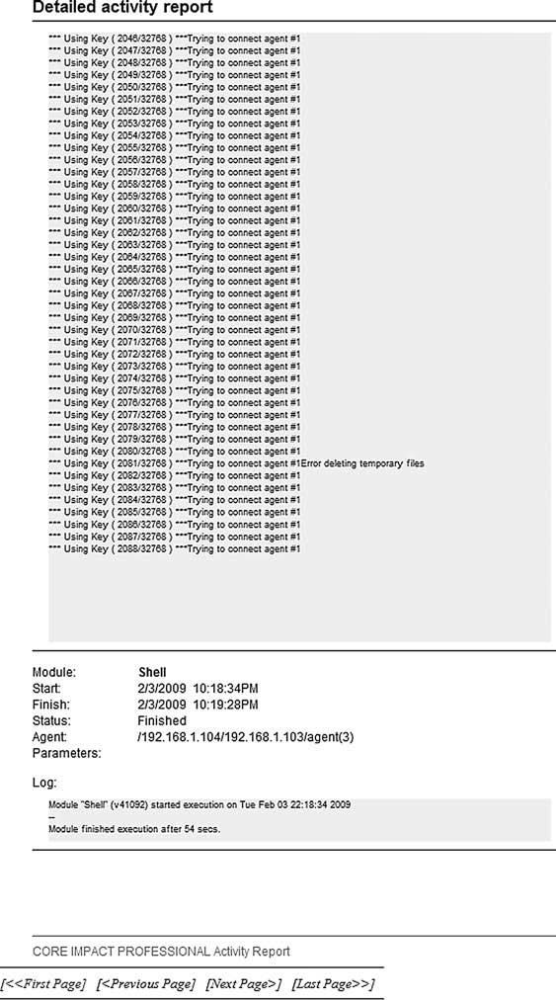 Detailed activity report
*** Using Key ( 2046/32768 ) ***Trying to connect agent #1
*** Using Key ( 2047/32768 ) ***Trying to connect agent #1
*** Using Key ( 2048/32768 ) ***Trying to connect agent #1
*** Using Key ( 2049/32768 ) ***Trying to connect agent #1
*** Using Key ( 2050/32768 ) ***Trying to connect agent #1
*** Using Key ( 2051/32768 ) ***Trying to connect agent #1
*** Using Key ( 2052/32768 ) ***Trying to connect agent #1
*** Using Key ( 2053/32768 ) ***Trying to connect agent #1
*** Using Key ( 2054/32768 ) ***Trying to connect agent #1
*** Using Key ( 2055/32768 ) ***Trying to connect agent #1
*** Using Key ( 2056/32768 ) ***Trying to connect agent #1
*** Using Key ( 2057/32768 ) ***Trying to connect agent #1
*** Using Key ( 2058/32768 ) ***Trying to connect agent #1
*** Using Key ( 2059/32768 ) ***Trying to connect agent #1
*** Using Key ( 2060/32768 ) ***Trying to connect agent #1
*** Using Key ( 2061/32768 ) ***Trying to connect agent #1
*** Using Key ( 2062/32768 ) ***Trying to connect agent #1
*** Using Key ( 2063/32768 ) ***Trying to connect agent #1
*** Using Key ( 2064/32768 ) ***Trying to connect agent #1
*** Using Key ( 2065/32768 ) ***Trying to connect agent #1
*** Using Key ( 2066/32768 ) ***Trying to connect agent #1
*** Using Key ( 2067/32768 ) ***Trying to connect agent #1
*** Using Key ( 2068/32768 ) ***Trying to connect agent #1
*** Using Key ( 2069/32768 ) ***Trying to connect agent #1
*** Using Key ( 2070/32768 ) ***Trying to connect agent #1
*** Using Key ( 2071/32768 ) ***Trying to connect agent #1
*** Using Key ( 2072/32768 ) ***Trying to connect agent #1
*** Using Key ( 2073/32768 ) ***Trying to connect agent #1
*** Using Key ( 2074/32768 ) ***Trying to connect agent #1
*** Using Key ( 2075/32768 ) ***Trying to connect agent #1
*** Using Key ( 2076/32768 ) ***Trying to connect agent #1
*** Using Key ( 2077/32768 ) ***Trying to connect agent #1
*** Using Key ( 2078/32768 ) ***Trying to connect agent #1
*** Using Key ( 2079/32768 ) ***Trying to connect agent #1
*** Using Key ( 2080/32768 ) ***Trying to connect agent #1
*** Using Key ( 2081/32768 ) ***Trying to connect agent #1Error deleting temporary files
*** Using Key ( 2082/32768 ) ***Trying to connect agent #1
*** Using Key ( 2083/32768 ) ***Trying to connect agent #1
*** Using Key ( 2084/32768 ) ***Trying to connect agent #1
*** Using Key ( 2085/32768 ) ***Trying to connect agent #1
*** Using Key ( 2086/32768 ) ***Trying to connect agent #1
*** Using Key ( 2087/32768 ) ***Trying to connect agent #1
*** Using Key ( 2088/32768 ) ***Trying to connect agent #1
Module: Shell
Start: 2/3/2009 10:18:34PM
Finish: 2/3/2009 10:19:28PM
Status: Finished
Agent: /192.168.1.104/192.168.1.103/agent(3)
Parameters:
Log:
Module "Shell" (v41092) started execution on Tue Feb 03 22:18:34 2009
--
Module finished execution after 54 secs.
CORE IMPACT PROFESSIONAL Activity Report
[<<First Page] [<Previous Page] [Next Page>] [Last Page>>]